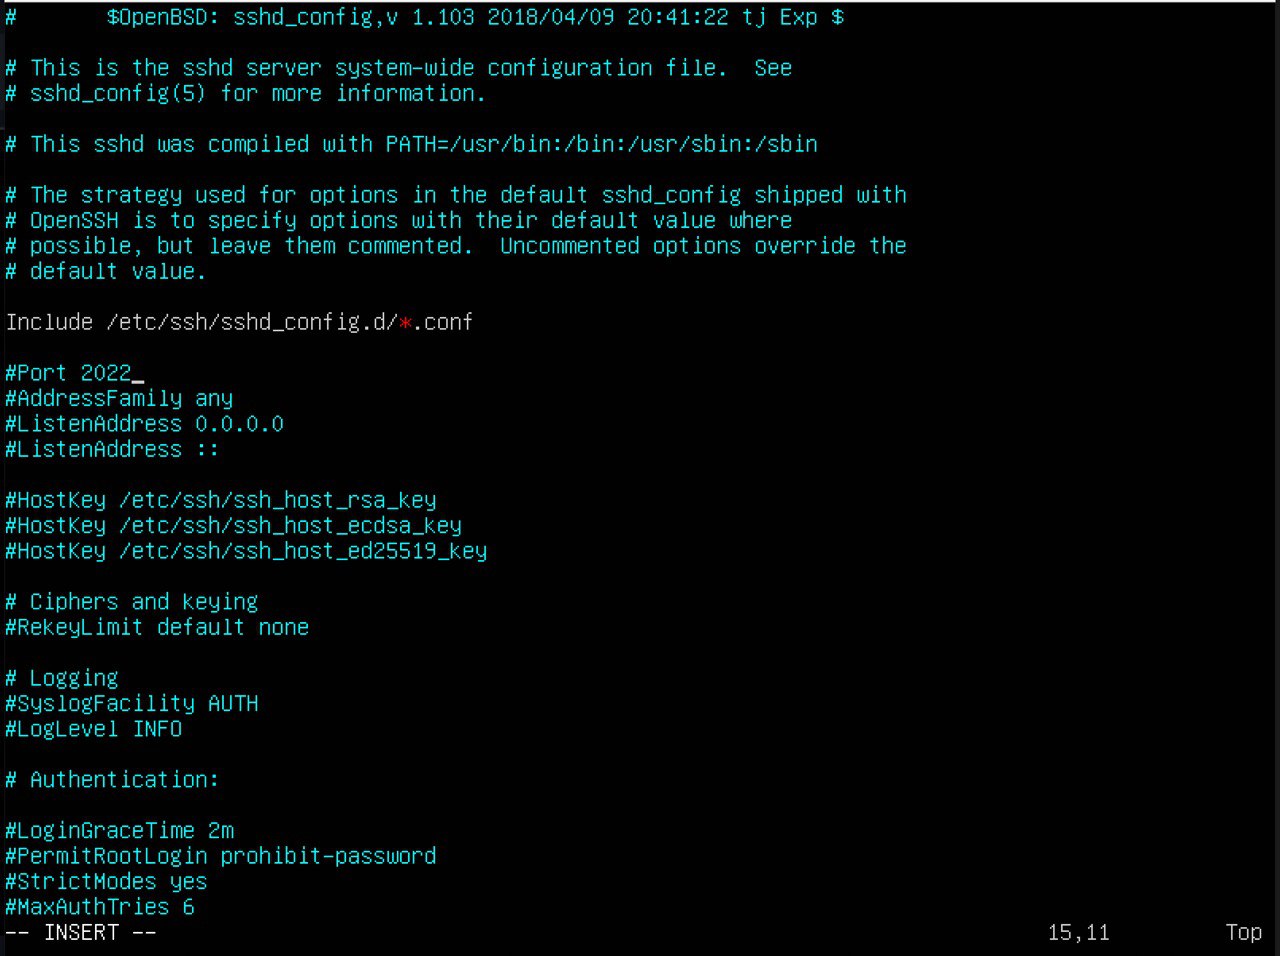 #       $OpenBSD: sshd_config,v 1.103 2018/04/09 20:41:22 tj Exp $
# This is the sshd server system-wide configuration file.  See
# sshd_config(5) for more information.
# This sshd was compiled with PATH=/usr/bin:/bin:/usr/sbin:/sbin
# The strategy used for options in the default sshd_config shipped with
# OpenSSH is to specify options with their default value where
# possible, but leave them commented.  Uncommented options override the
# default value.
Include /etc/ssh/sshd_config.d/*.conf
#Port 2022
#AddressFamily any
#ListenAddress 0.0.0.0
#ListenAddress ::
#HostKey /etc/ssh/ssh_host_rsa_key
#HostKey /etc/ssh/ssh_host_ecdsa_key
#HostKey /etc/ssh/ssh_host_ed25519_key
# Ciphers and keying
#RekeyLimit default none
# Logging
#SyslogFacility AUTH
#LogLevel INFO
# Authentication:
#LoginGraceTime 2m
#PermitRootLogin prohibit-password
#StrictModes yes
#MaxAuthTries 6
-- INSERT --                                                                      15,11         Top